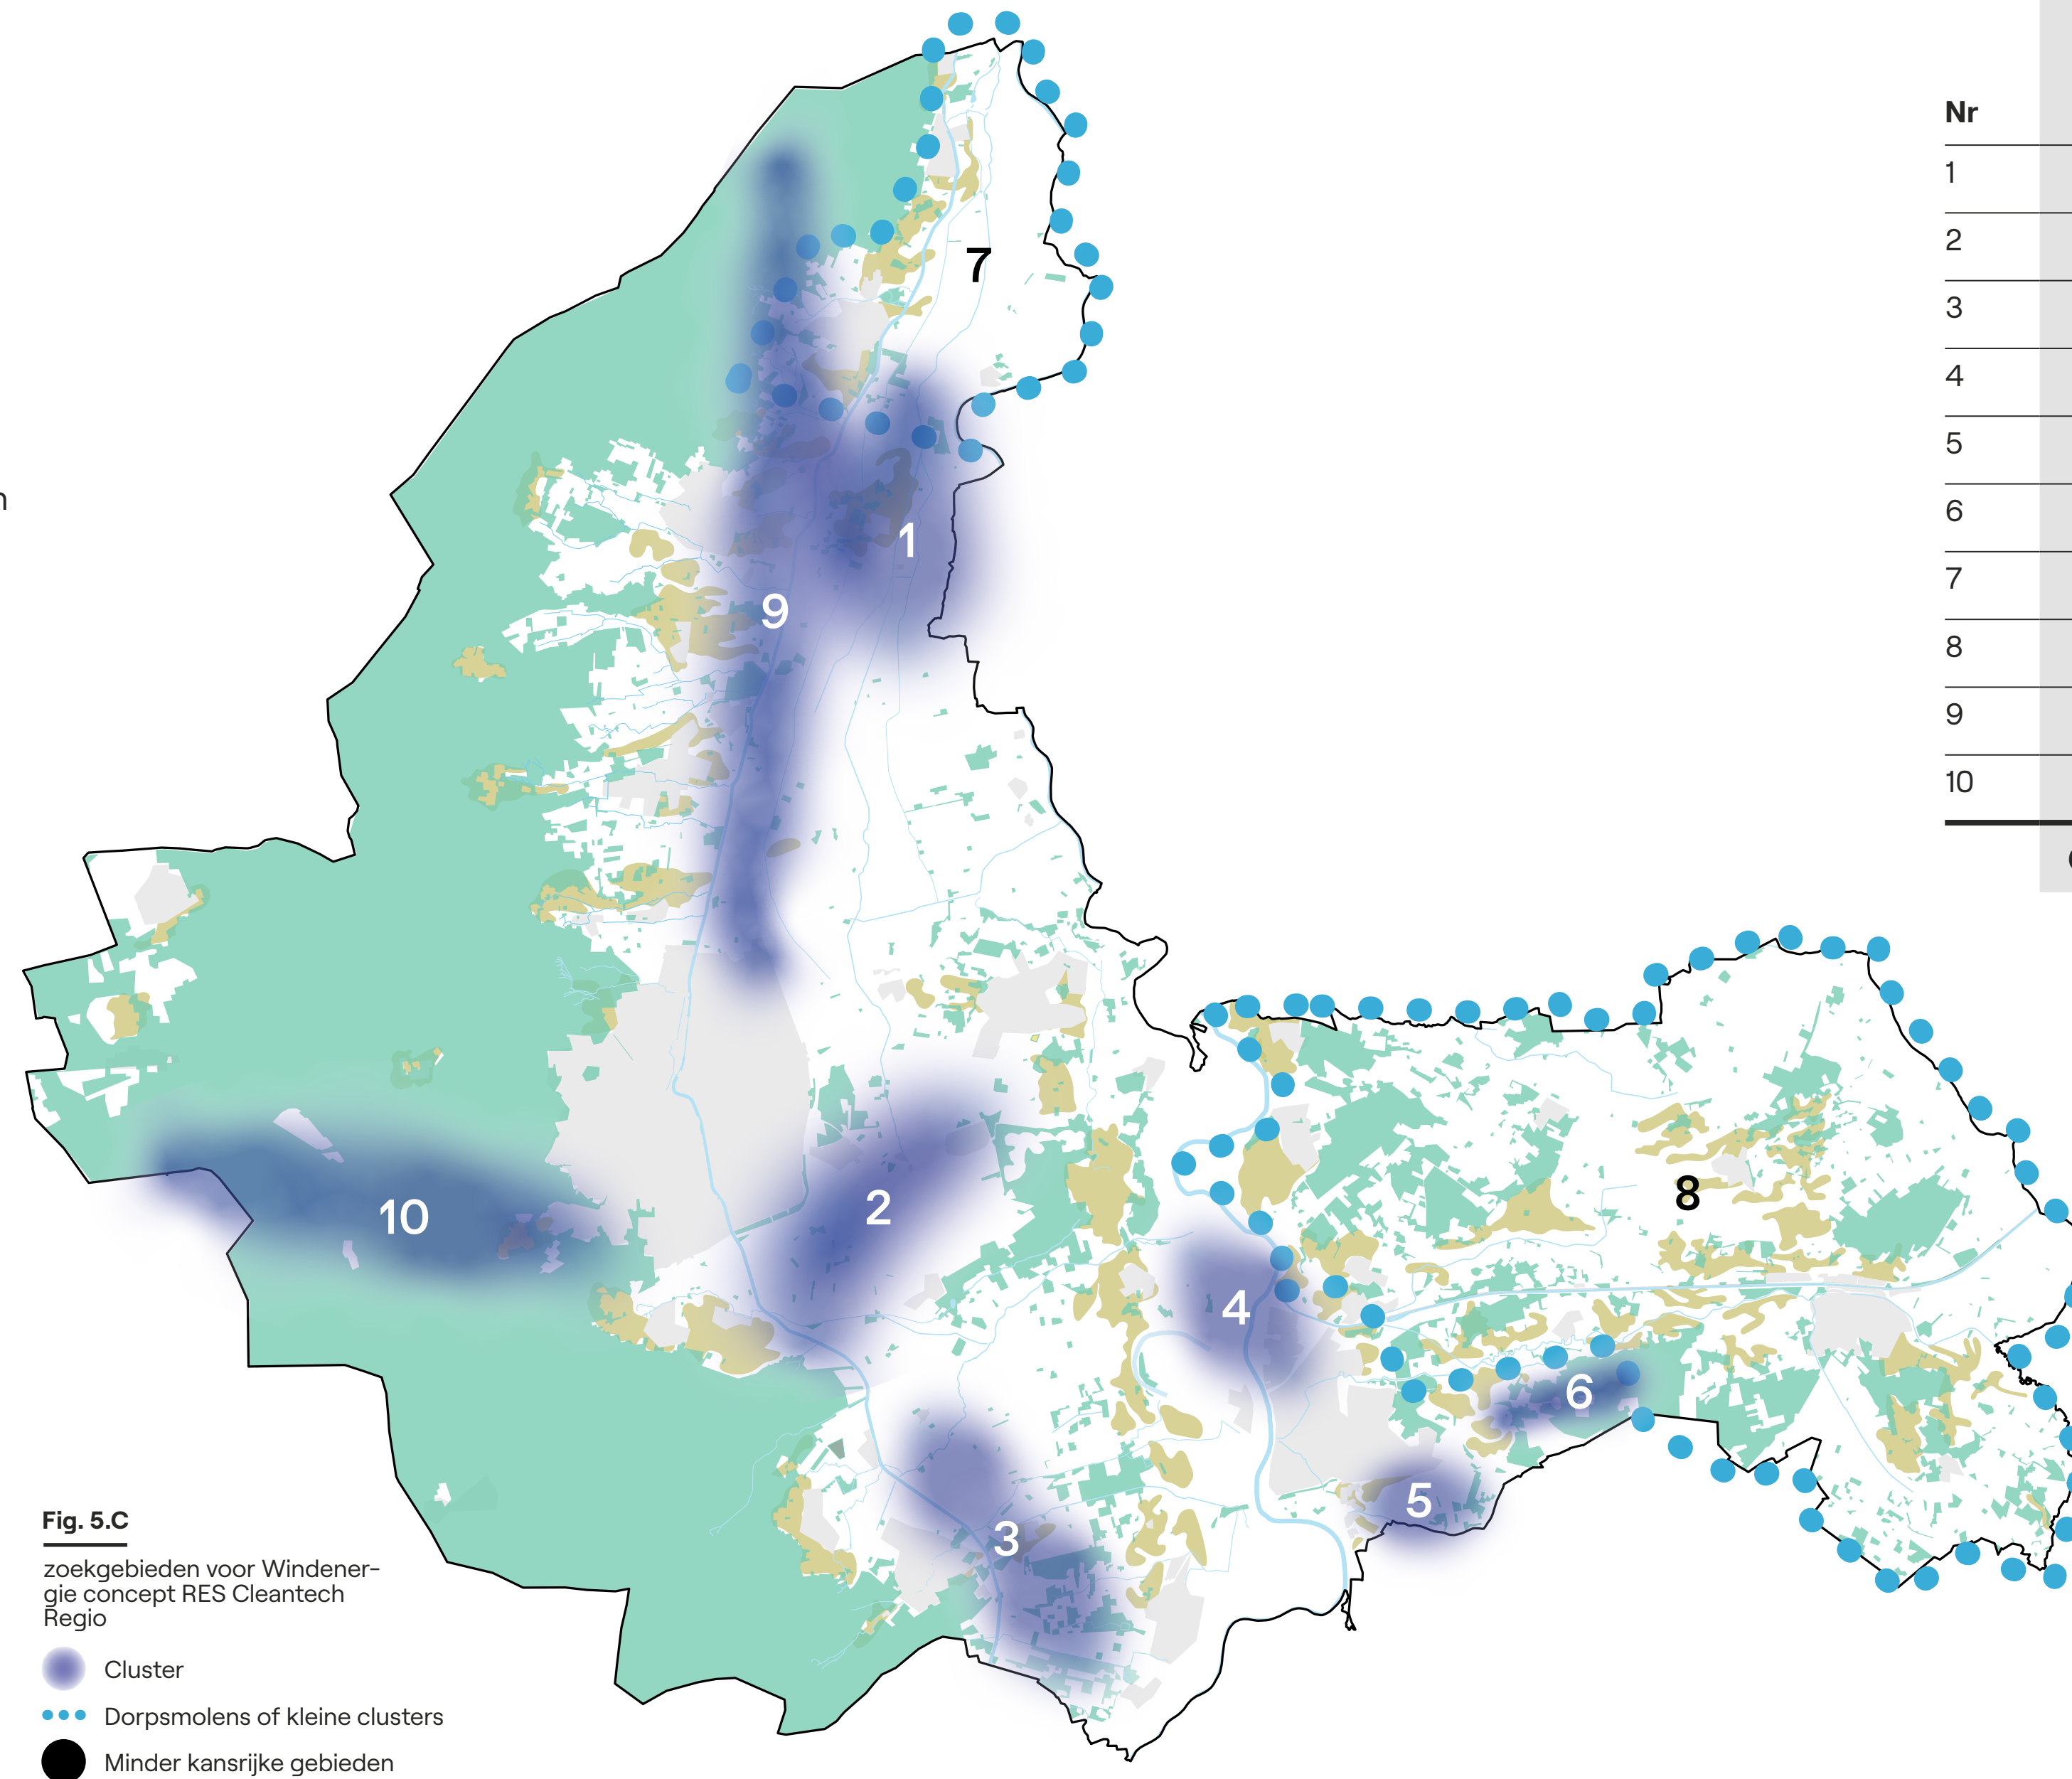 7
1
9
10
2
8
4
6
5
3
n
Nr
1
2
3
4
5
6
7
8
9
10
Fig. 5.C
zoekgebieden voor Windener-
gie concept RES Cleantech
Regio
Cluster
Dorpsmolens of kleine clusters
Minder kansrijke gebieden